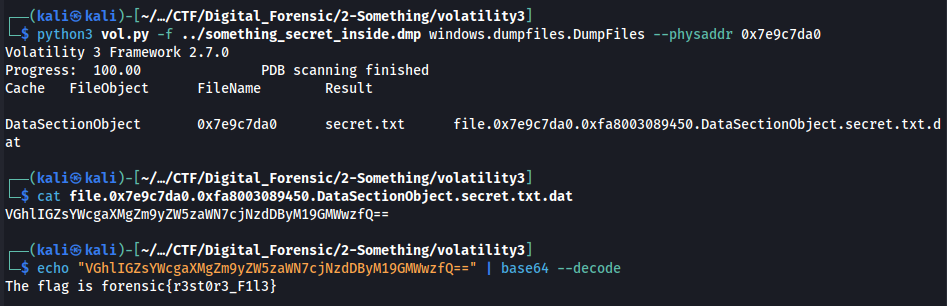 ┌──(kali㉿kali)-[~/…/CTF/Digital_Forensic/2-Something/volatility3]
└─$ python3 vol.py -f ../something_secret_inside.dmp windows.dumpfiles.DumpFiles --physaddr 0x7e9c7da0
Volatility 3 Framework 2.7.0
Progress:  100.00               PDB scanning finished
Cache   FileObject      FileName        Result

DataSectionObject       0x7e9c7da0      secret.txt      file.0x7e9c7da0.0xfa8003089450.DataSectionObject.secret.txt.d
at

┌──(kali㉿kali)-[~/…/CTF/Digital_Forensic/2-Something/volatility3]
└─$ cat file.0x7e9c7da0.0xfa8003089450.DataSectionObject.secret.txt.dat
VGhlIGZsYWcgaXMgZm9yZW5zaWN7cjNzdDByM19GMWwzfQ==

┌──(kali㉿kali)-[~/…/CTF/Digital_Forensic/2-Something/volatility3]
└─$ echo "VGhlIGZsYWcgaXMgZm9yZW5zaWN7cjNzdDByM19GMWwzfQ==" | base64 --decode
The flag is forensic{r3st0r3_F1l3}